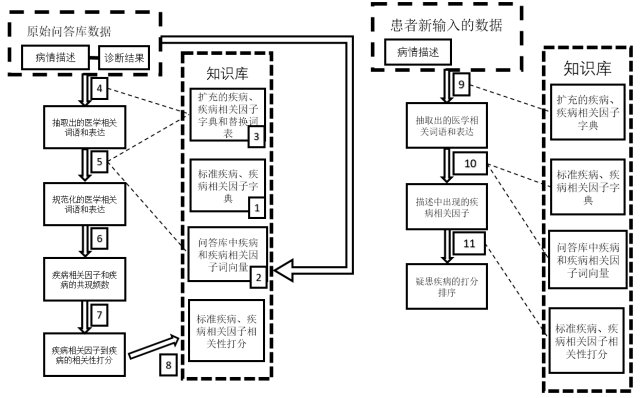 原始问答库数据
病情描述
诊断结果
4
抽取出的医学相关
词语和表达
5
规范化的医学相关
词语和表达
6
疾病相关因子和疾
病的共现频数
7
疾病相关因子到疾
病的相关性打分
8
知识库
扩充的疾病、
疾病相关因子
字典和替换词
表
3
标准疾病、疾
病相关因子字
典
1
问答库中疾病
和疾病相关因
子词向量
2
标准疾病、疾
病相关因子相
关性打分
患者新输入的数据
病情描述
9
抽取出的医学相
关词语和表达
10
描述中出现的疾
病相关因子
11
疑患疾病的打分
排序
知识库
扩充的疾病、
疾病相关因子
字典
标准疾病、疾
病相关因子字
典
问答库中疾病
和疾病相关因
子词向量
标准疾病、疾
病相关因子相
关性打分